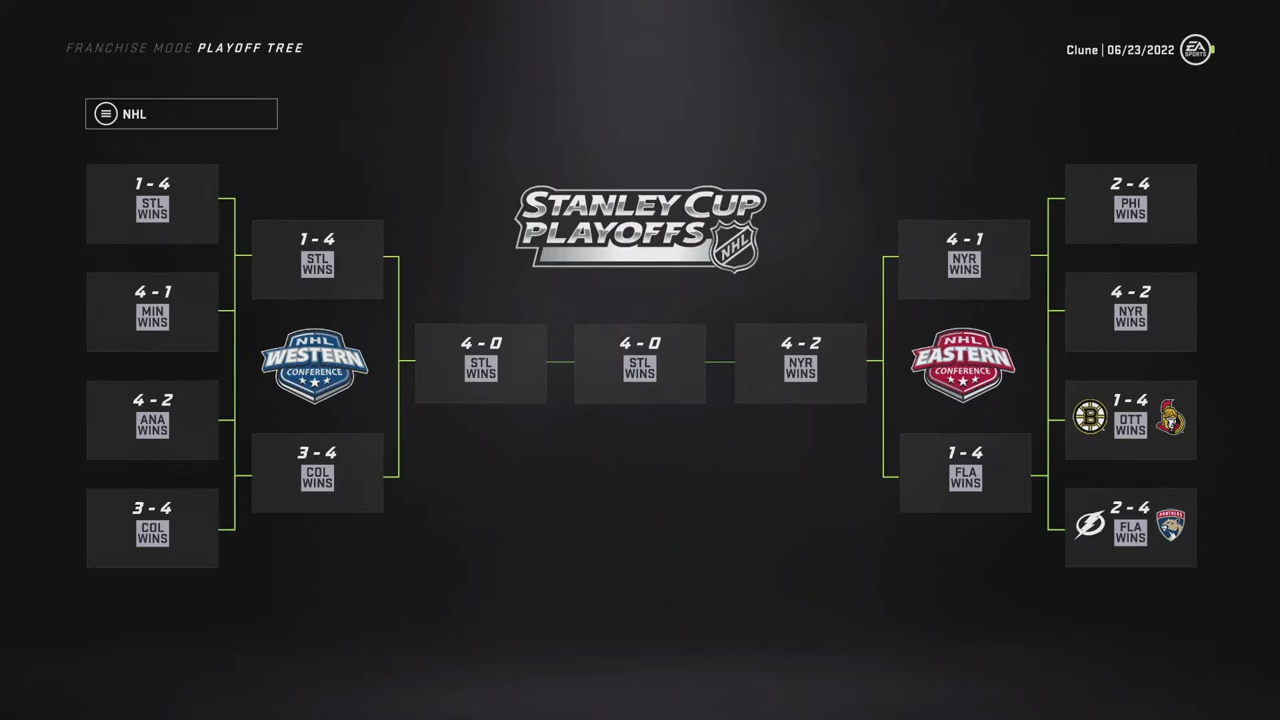 FRANCHISE MODE PLAYOFF TREE
Clune | 06/23/2022
EA
SPORTS
NHL
STANLEY CUP
PLAYOFFS
NHL
1 - 4
STL
WINS
4 - 1
MIN
WINS
4 - 2
ANA
WINS
3 - 4
COL
WINS
1 - 4
STL
WINS
NHL
WESTERN
CONFERENCE
3 - 4
COL
WINS
4 - 0
STL
WINS
4 - 0
STL
WINS
4 - 2
NYR
WINS
4 - 1
NYR
WINS
NHL
EASTERN
CONFERENCE
1 - 4
FLA
WINS
2 - 4
PHI
WINS
4 - 2
NYR
WINS
B
1 - 4
OTT
WINS
2 - 4
FLA
WINS
PANTHERS